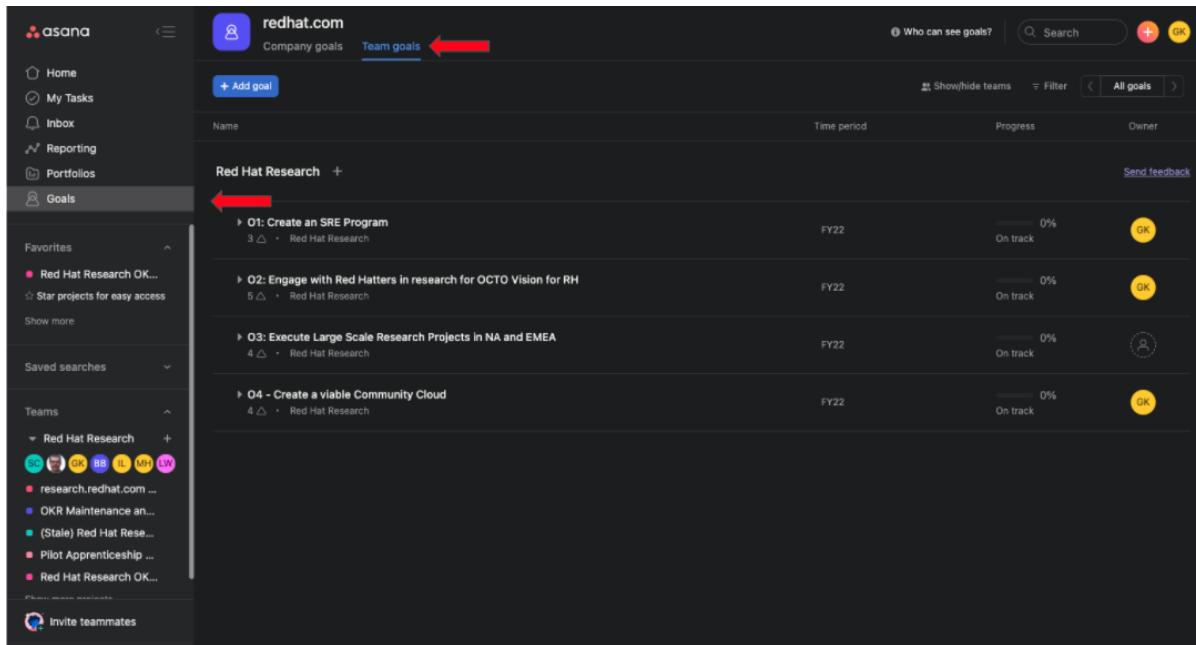 asana
Home
My Tasks
Inbox
Reporting
Portfolios
Goals
Favorites
Red Hat Research OK...
Star projects for easy access
Show more
Saved searches
Teams
Red Hat Research +
SC GK BB IL MH LW
research.redhat.com ...
OKR Maintenance an...
(Stale) Red Hat Rese...
Pilot Apprenticeship ...
Red Hat Research OK...
Show more projects
Invite teammates
redhat.com
Company goals Team goals
Who can see goals? Search + GK
+ Add goal Show/hide teams Filter All goals
Name Time period Progress Owner
Red Hat Research + Send feedback
O1: Create an SRE Program FY22 0% GK
3 · Red Hat Research On track
O2: Engage with Red Hatters in research for OCTO Vision for RH FY22 0% GK
5 · Red Hat Research On track
O3: Execute Large Scale Research Projects in NA and EMEA FY22 0%
4 · Red Hat Research On track
O4 - Create a viable Community Cloud FY22 0% GK
4 · Red Hat Research On track